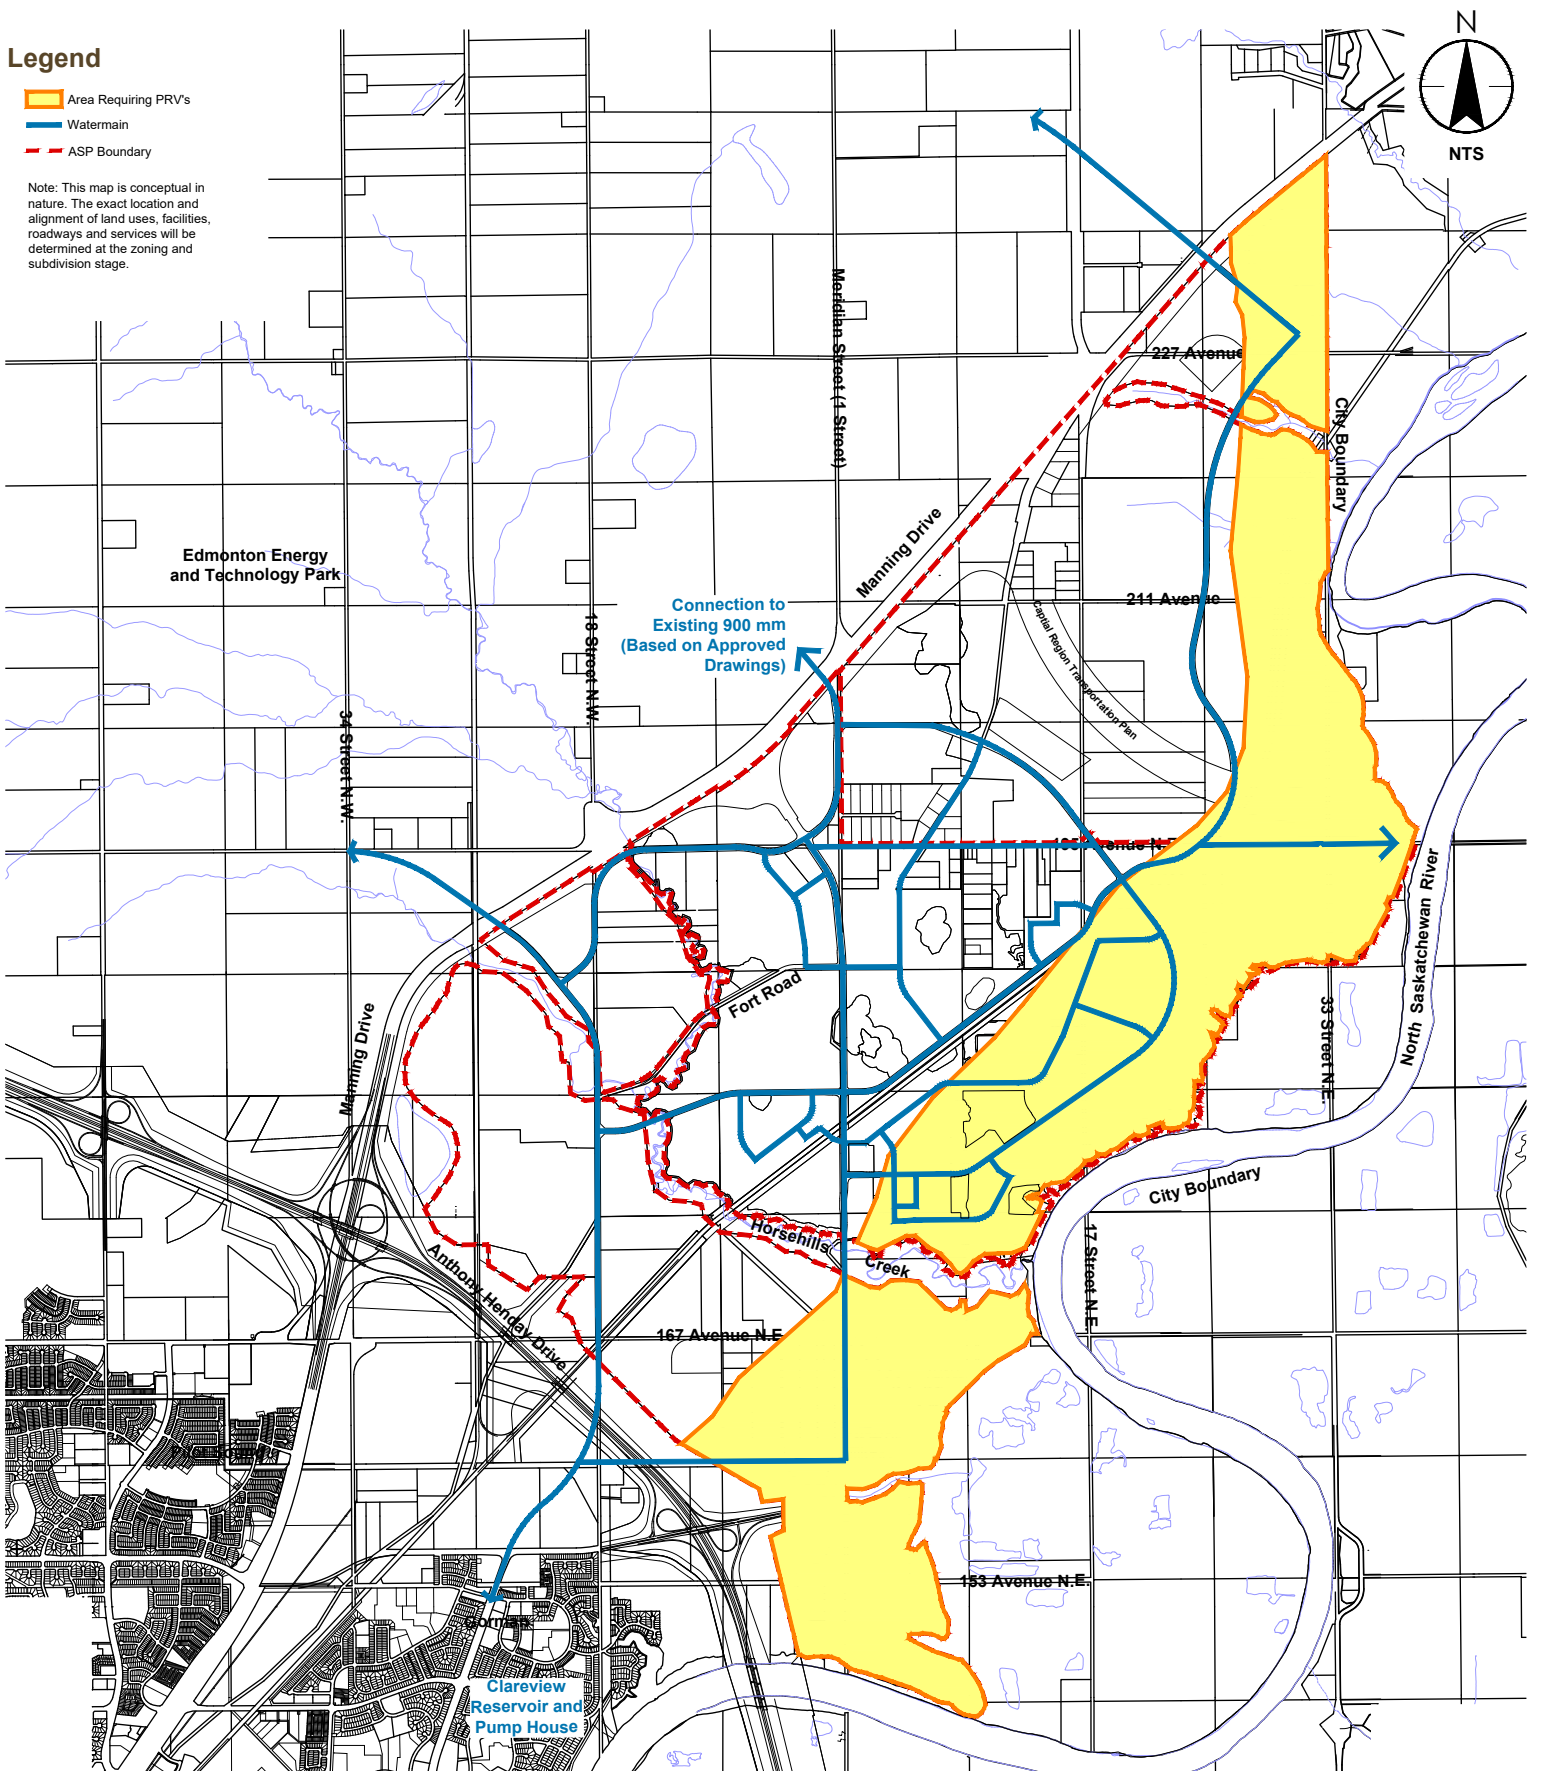 N
NTS
Legend
Area Requiring PRV's
Watermain
ASP Boundary
Note: This map is conceptual in
nature. The exact location and
alignment of land uses, facilities,
roadways and services will be
determined at the zoning and
subdivision stage.
Meridian Street (1 Street)
227 Avenue
City Boundary
Manning Drive
Edmonton Energy
and Technology Park
Connection to
Existing 900 mm
(Based on Approved
Drawings)
18 Street N.W.
211 Avenue
Captial Region Transportation Plan
34 Street N.W.
195 Avenue N.E
North Saskatchewan River
Fort Road
33 Street N.E.
Manning Drive
City Boundary
Horsehills
Creek
17 Street N.E.
Anthony Henday Drive
167 Avenue N.E
153 Avenue N.E.
Gorman
Clareview
Reservoir and
Pump House